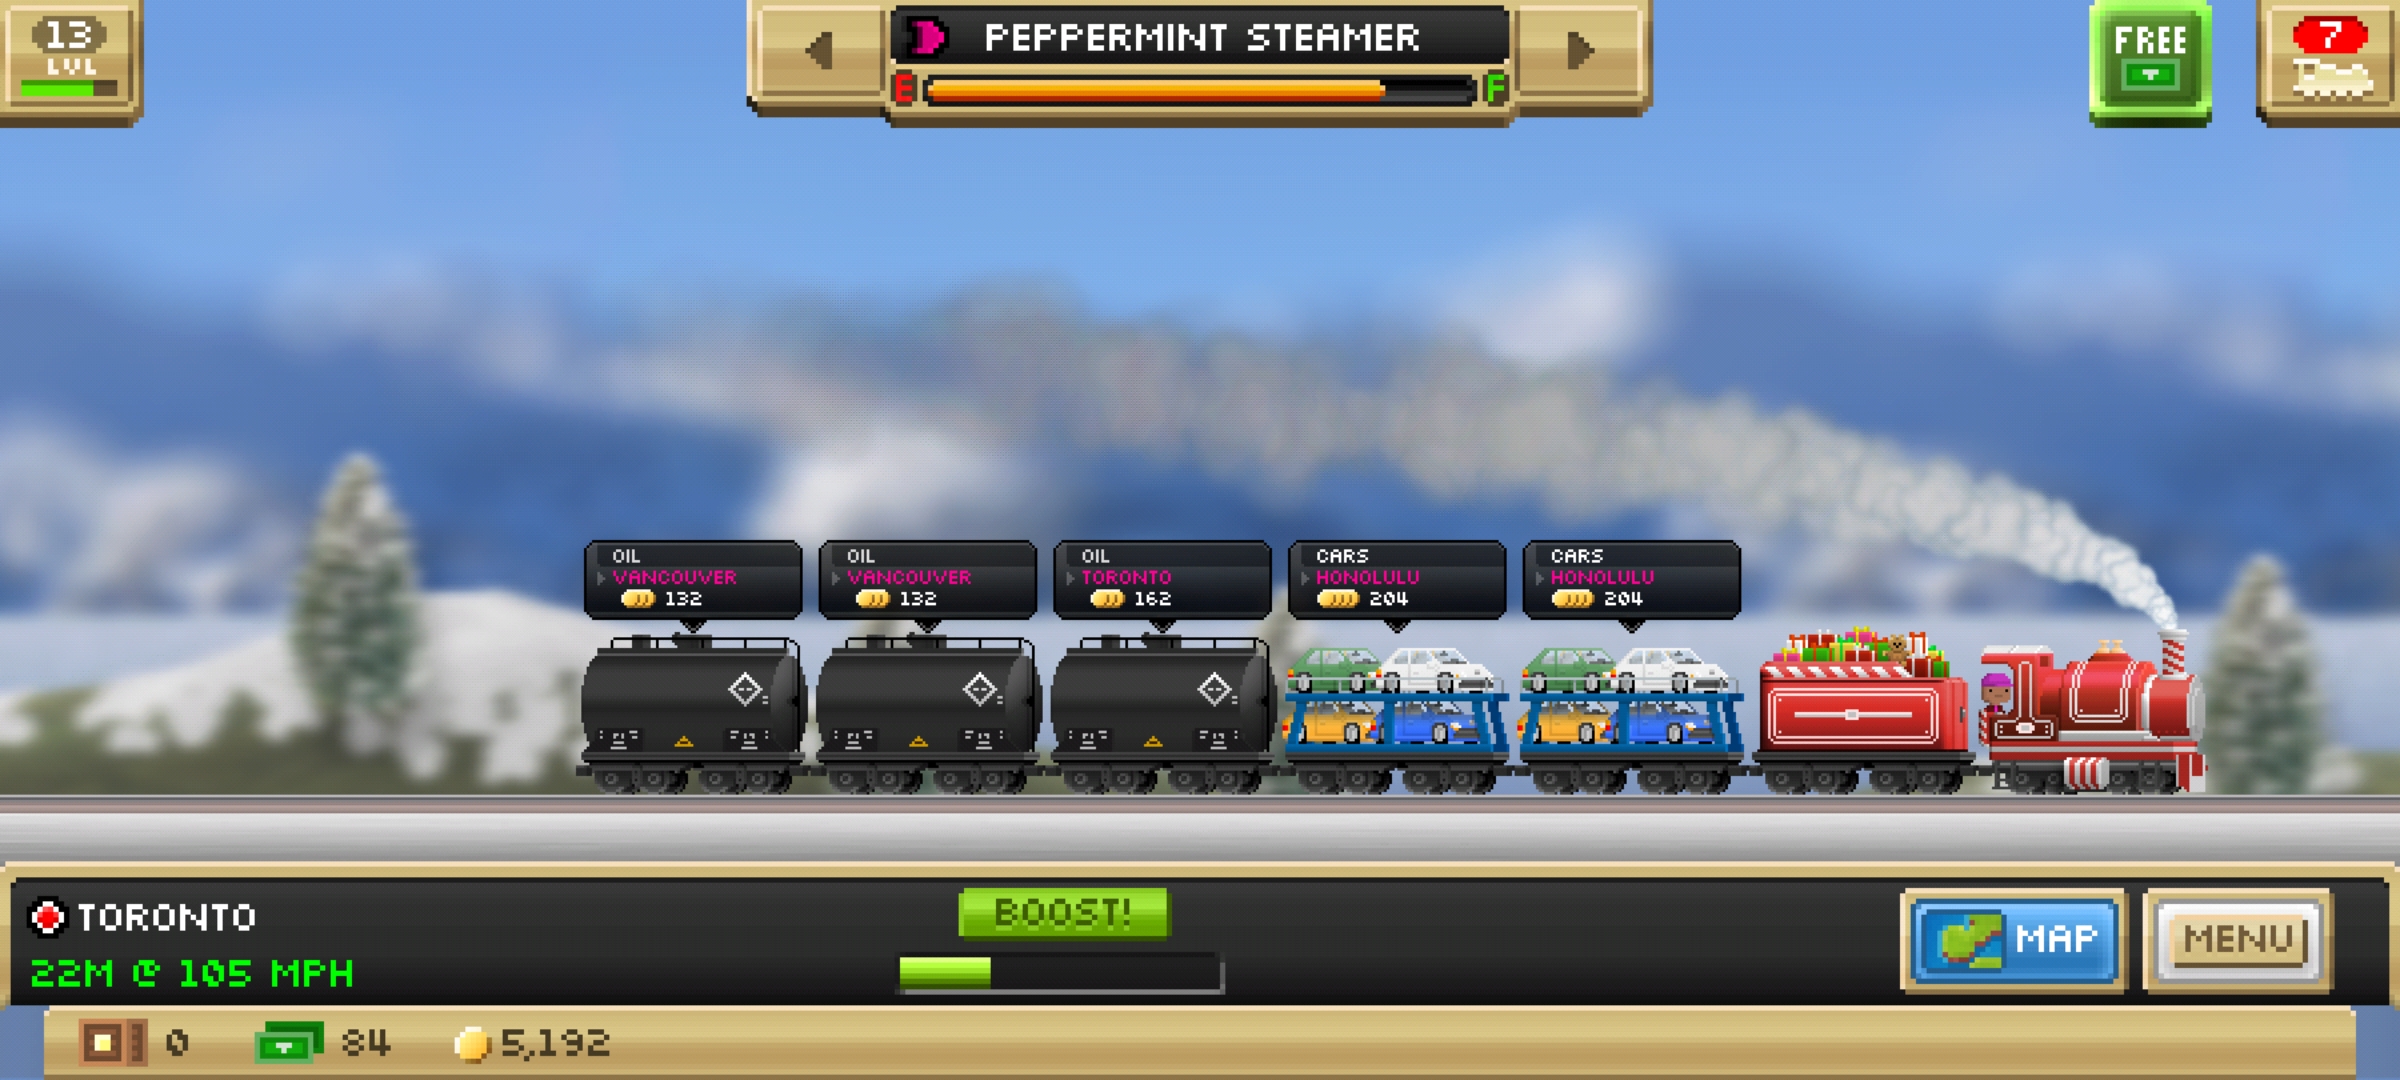 13
LVL
PEPPERMINT STEAMER
E
F
FREE
7
OIL
VANCOUVER
132
OIL
VANCOUVER
132
OIL
TORONTO
162
CARS
HONOLULU
204
CARS
HONOLULU
204
TORONTO
22M @ 105 MPH
BOOST!
MAP
MENU
0
84
5,192